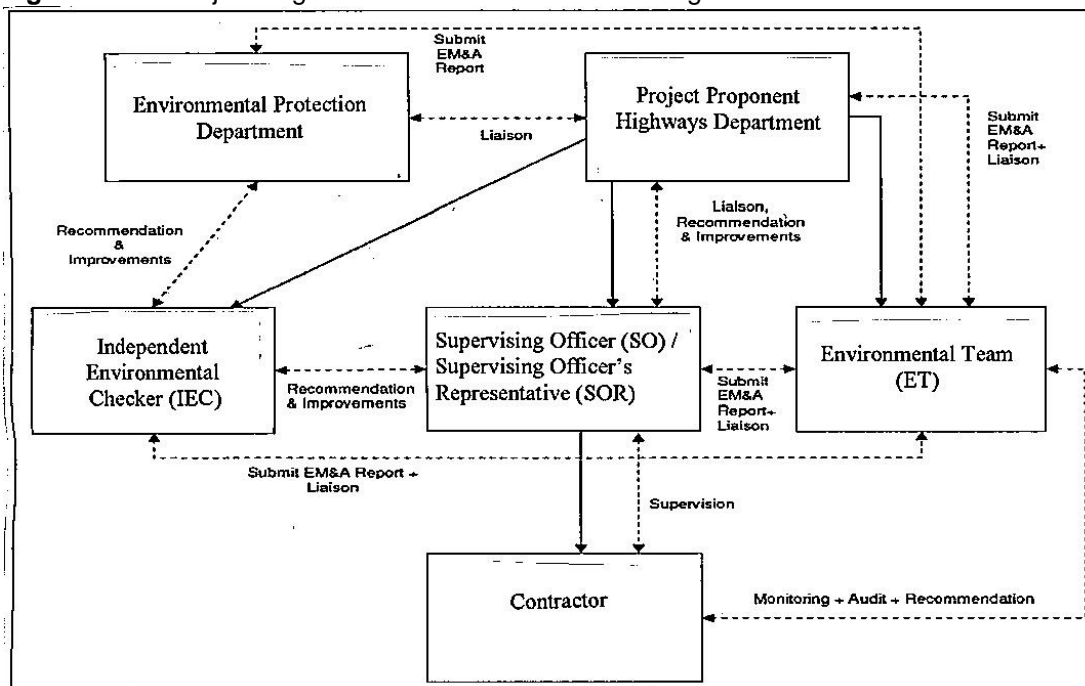 Submit
EM&A
Report
Environmental Protection
Department
Liaison
Project Proponent
Highways Department
Submit
EM&A
Report+
Liaison
Recommendation
&
Improvements
Liaison,
Recommendation
& Improvements
Independent
Environmental
Checker (IEC)
Recommendation
& Improvements
Supervising Officer (SO) /
Supervising Officer's
Representative (SOR)
Submit
EM&A
Report+
Liaison
Environmental Team
(ET)
Submit EM&A Report +
Liaison
Supervision
Contractor
Monitoring + Audit + Recommendation